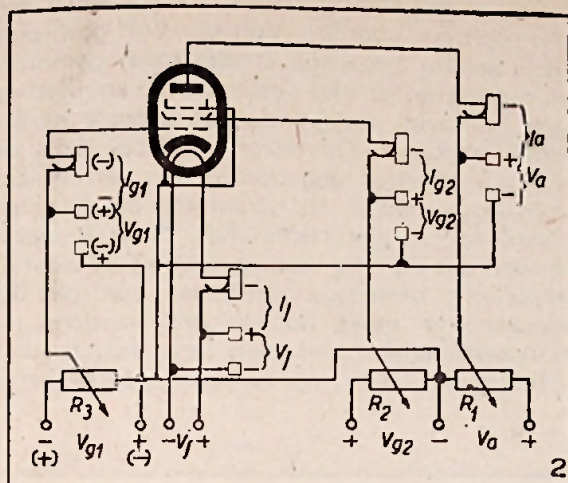 (-)
Ig1
-
(+)
Vg1
(-)
+
-
Ig2
+
Vg2
-
-
Ia
+
Va
-
-
If
+
Vf
-
R3
R2
R1
-
(+)
Vg1
+
(-)
-Vf+
+
Vg2
-
Va
+
2